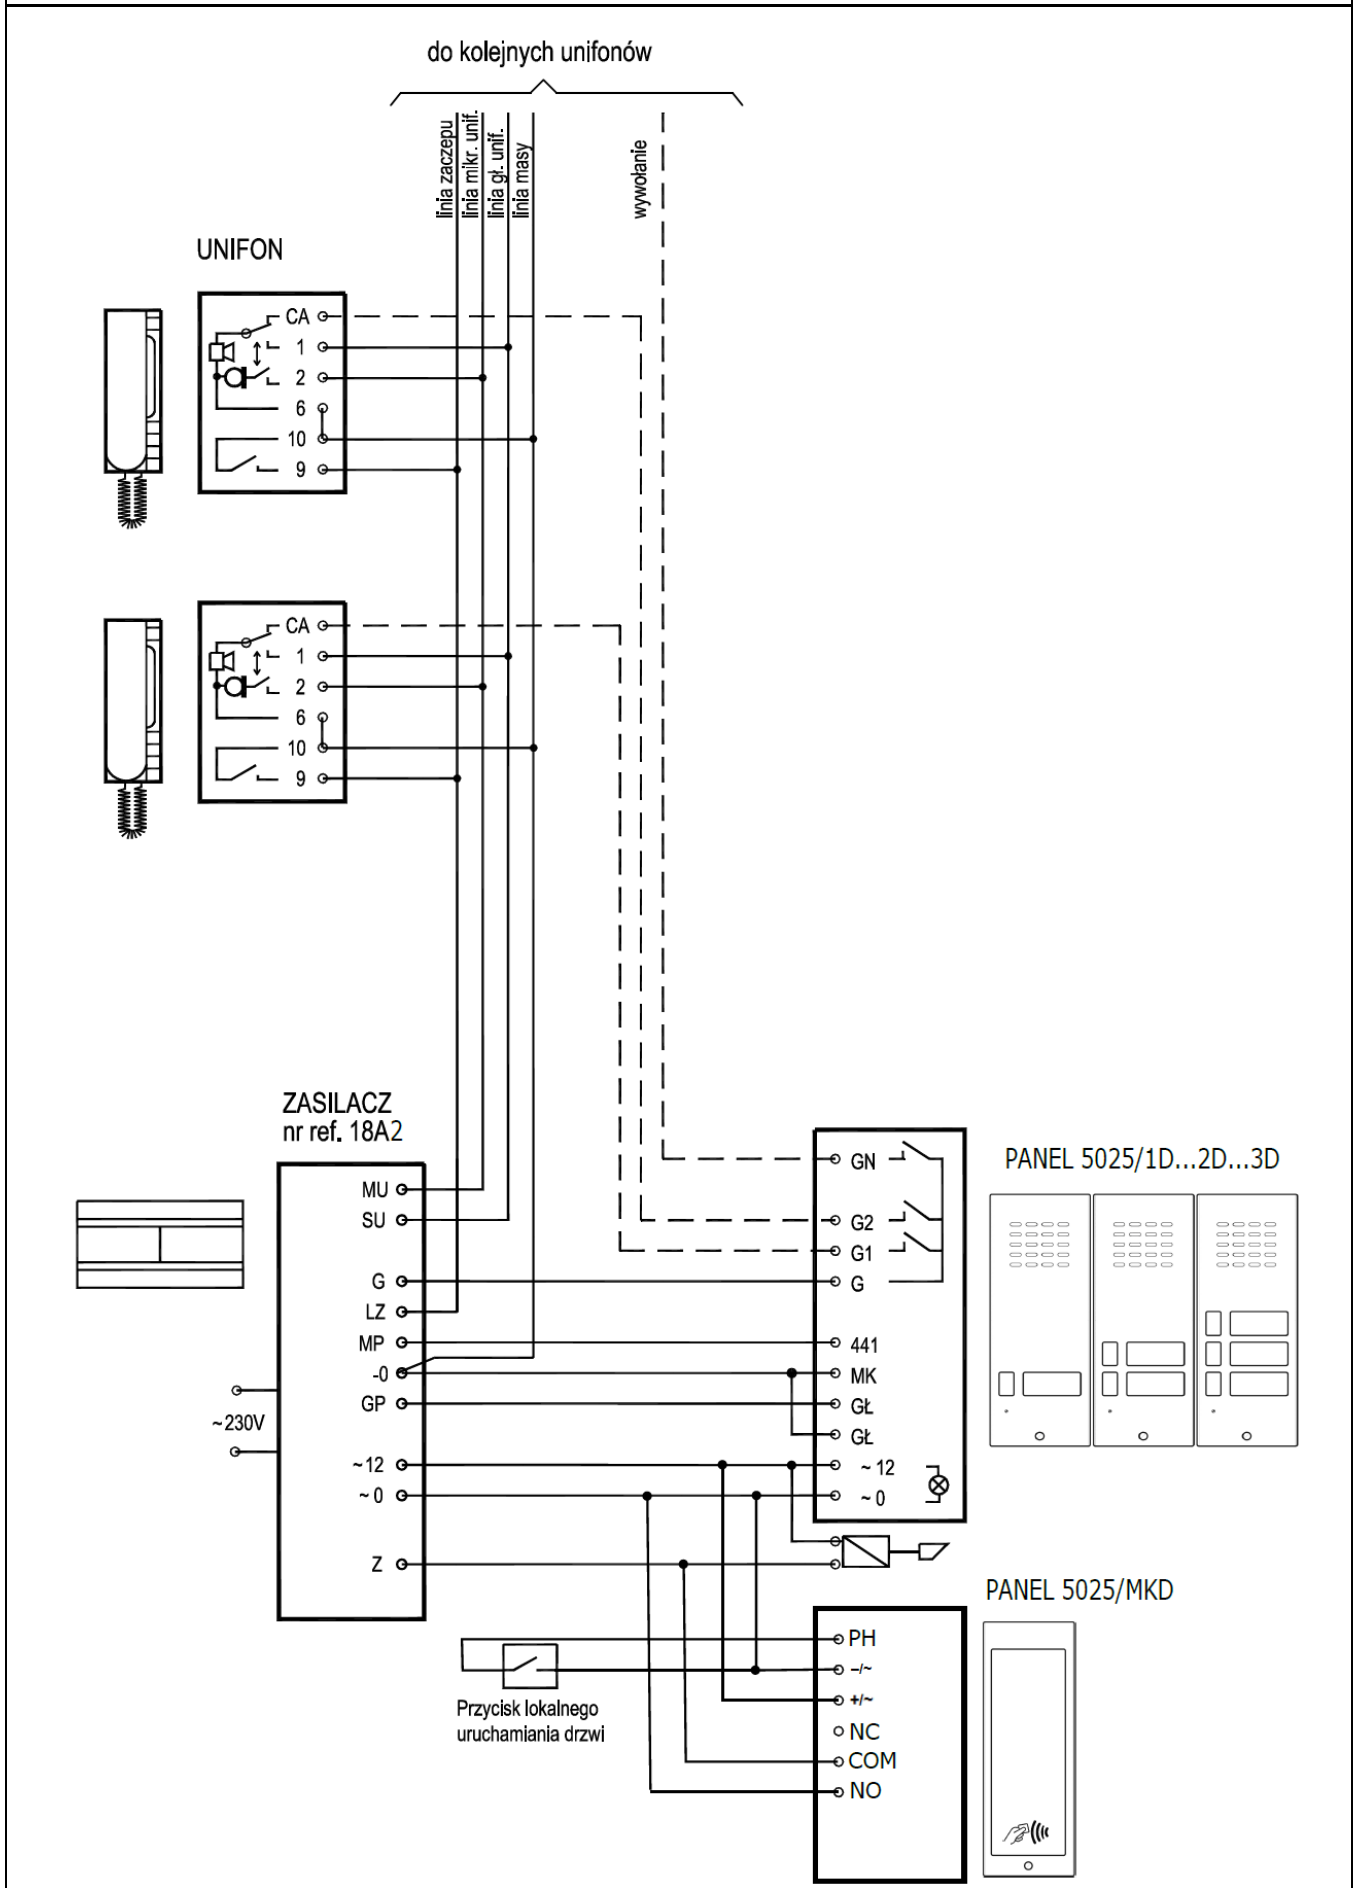 do kolejnych unifonów
linia zaczepu
linia mikr. unif.
linia gł. unif.
linia masy
wywołanie
UNIFON
CA
1
2
6
10
9
CA
1
2
6
10
9
ZASILACZ
nr ref. 18A2
MU
SU
G
LZ
MP
-0
GP
~12
~0
Z
~230V
GN
G2
G1
G
441
MK
GŁ
GŁ
~12
~0
PANEL 5025/1D...2D...3D
PANEL 5025/MKD
PH
–/~
+/~
NC
COM
NO
Przycisk lokalnego
uruchamiania drzwi